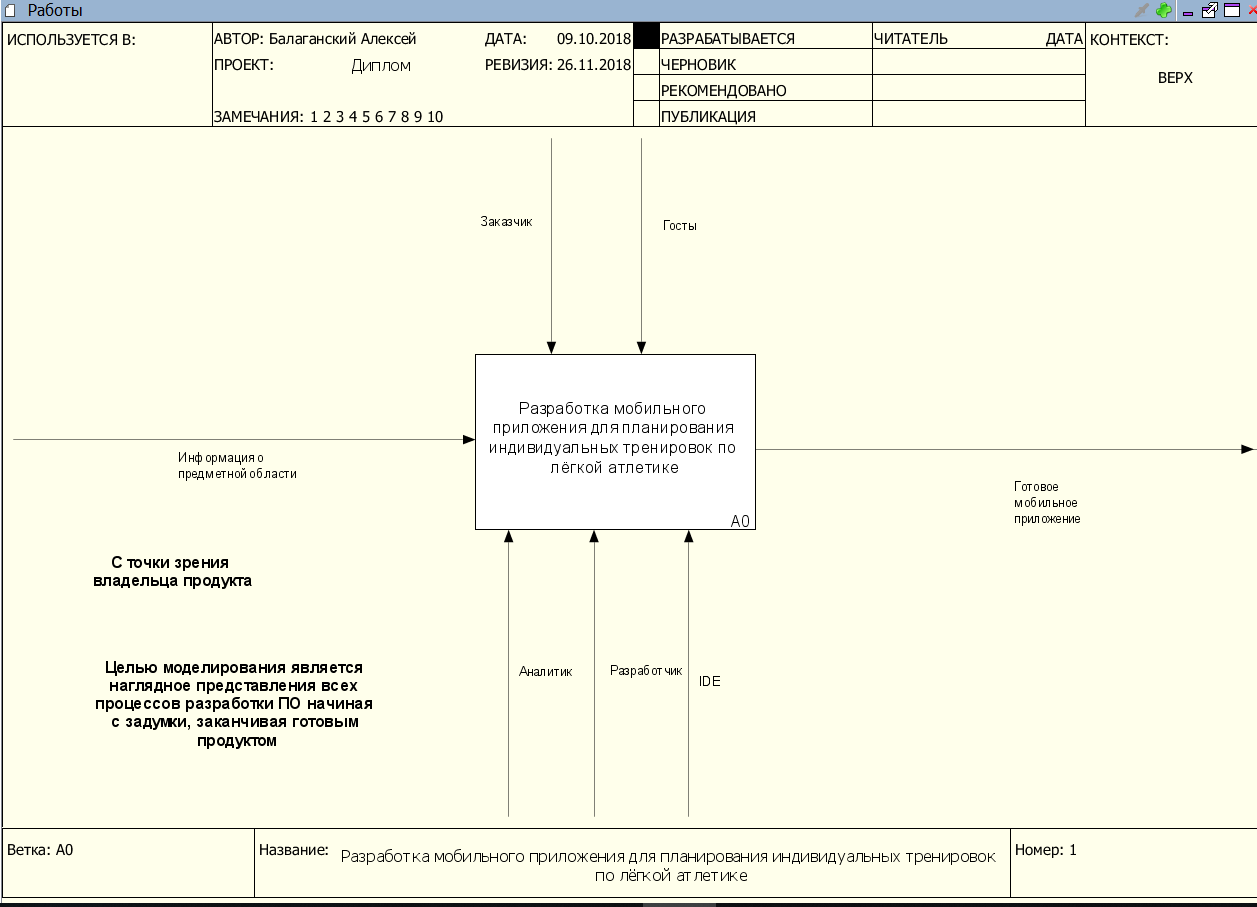 Работы
ИСПОЛЬЗУЕТСЯ В:
АВТОР: Балаганский Алексей
ДАТА: 09.10.2018
ПРОЕКТ: Диплом
РЕВИЗИЯ: 26.11.2018
ЗАМЕЧАНИЯ: 1 2 3 4 5 6 7 8 9 10
РАЗРАБАТЫВАЕТСЯ
ЧЕРНОВИК
РЕКОМЕНДОВАНО
ПУБЛИКАЦИЯ
ЧИТАТЕЛЬ ДАТА
КОНТЕКСТ:
ВЕРХ
Заказчик
Госты
Разработка мобильного
приложения для планирования
индивидуальных тренировок по
лёгкой атлетике
A0
Информация о
предметной области
Готовое
мобильное
приложение
С точки зрения
владельца продукта
Целью моделирования является
наглядное представления всех
процессов разработки ПО начиная
с задумки, заканчивая готовым
продуктом
Аналитик
Разработчик
IDE
Ветка: A0
Название: Разработка мобильного приложения для планирования индивидуальных тренировок
по лёгкой атлетике
Номер: 1